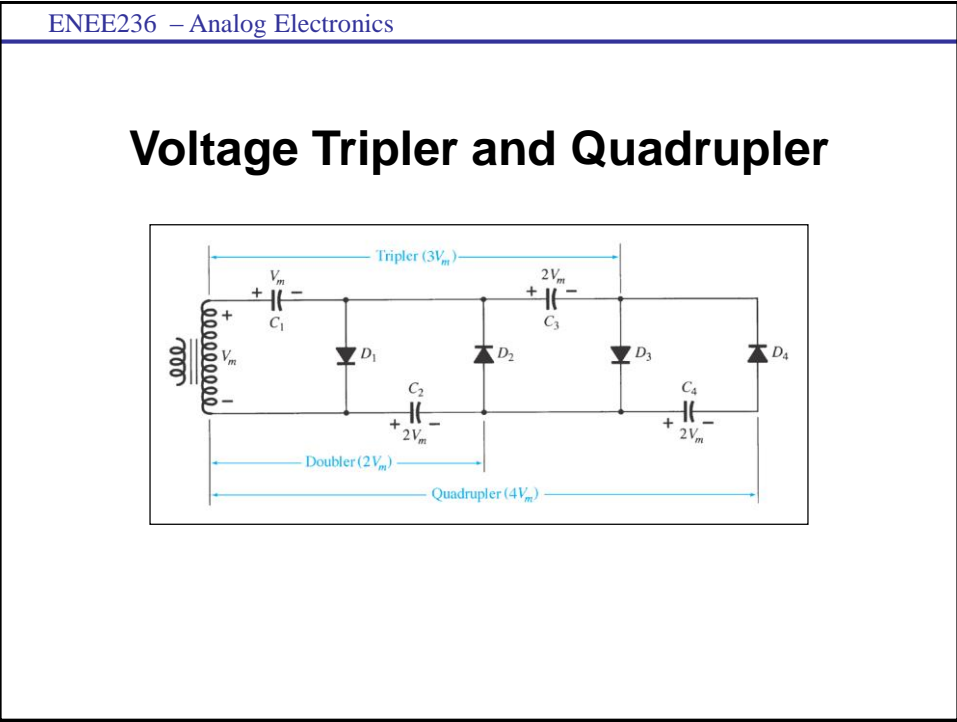 ENEE236 – Analog Electronics
Voltage Tripler and Quadrupler
Tripler (3Vm)
Vm
2Vm
+ −
+ −
C1
C3
+
Vm
−
D1
D2
D3
D4
C2
C4
+ −
+ −
2Vm
2Vm
Doubler (2Vm)
Quadrupler (4Vm)